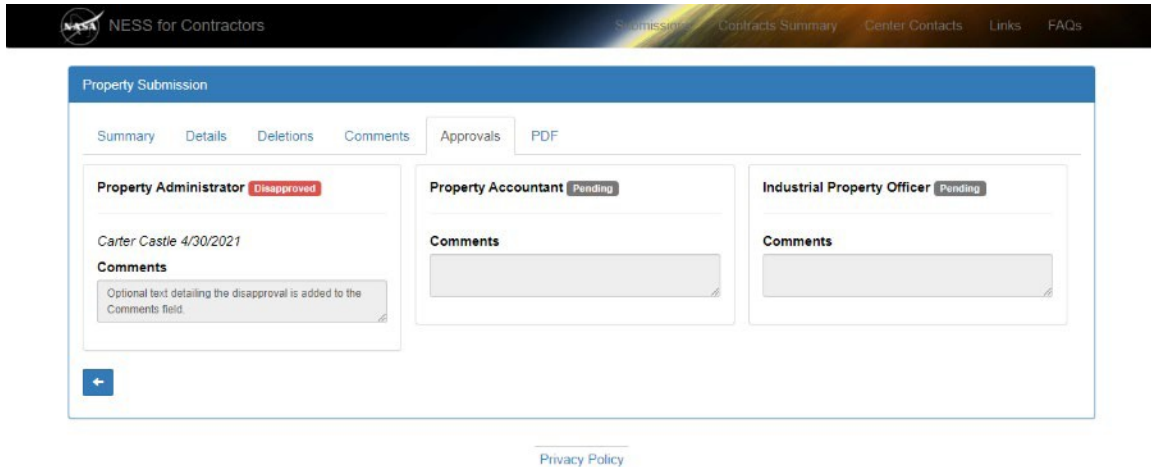 NASA NESS for Contractors Submissions Contracts Summary Center Contacts Links FAQs
Property Submission
Summary Details Deletions Comments Approvals PDF
Property Administrator Disapproved
Carter Castle 4/30/2021
Comments
Optional text detailing the disapproval is added to the
Comments field.
Property Accountant Pending
Comments
Industrial Property Officer Pending
Comments
Privacy Policy